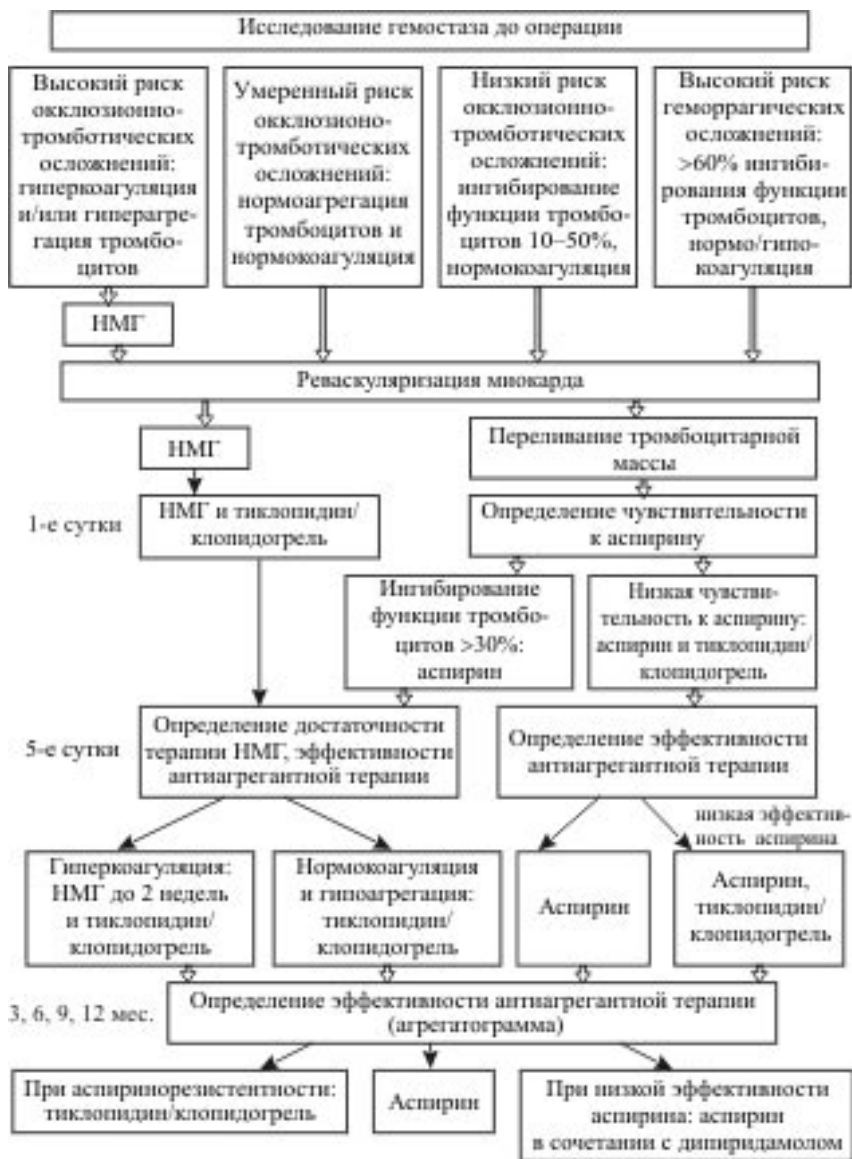 Исследование гемостаза до операции
Высокий риск
окклюзионно-
тромботических
осложнений:
гиперкоагуляция
и/или гиперагре-
гация тромбо-
цитов
Умеренный риск
окклюзионо-
тромботических
осложнений:
нормоагрегация
тромбоцитов и
нормокоагуляция
Низкий риск
окклюзионно-
тромботических
осложнений:
ингибирование
функции тромбо-
цитов 10–50%,
нормокоагуляция
Высокий риск
геморрагических
осложнений:
>60% ингиби-
рования функции
тромбоцитов,
нормо/гипо-
коагуляция
НМГ
Реваскуляризация миокарда
НМГ
Переливание тромбоцитарной
массы
1-е сутки
НМГ и тиклопидин/
клопидогрель
Определение чувствительности
к аспирину
Ингибирование
функции тромбо-
цитов >30%:
аспирин
Низкая чувстви-
тельность к аспирину:
аспирин и тиклопидин/
клопидогрель
5-е сутки
Определение достаточности
терапии НМГ, эффективности
антиагрегантной терапии
Определение эффективности
антиагрегантной терапии
низкая эффектив-
ность аспирина
Гиперкоагуляция:
НМГ до 2 недель
и тиклопидин/
клопидогрель
Нормокоагуляция
и гипоагрегация:
тиклопидин/
клопидогрель
Аспирин
Аспирин,
тиклопидин/
клопидогрель
3, 6, 9, 12 мес.
Определение эффективности антиагрегантной терапии
(агрегатограмма)
При аспиринорезистентности:
тиклопидин/клопидогрель
Аспирин
При низкой эффективности
аспирина: аспирин
в сочетании с дипиридамолом